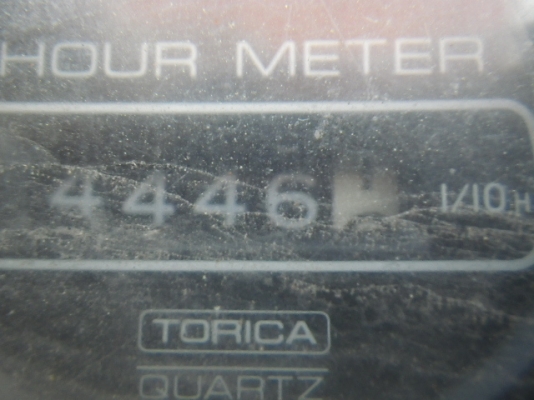 HOUR METER
4446 1/10H
TORICA
QUARTZ